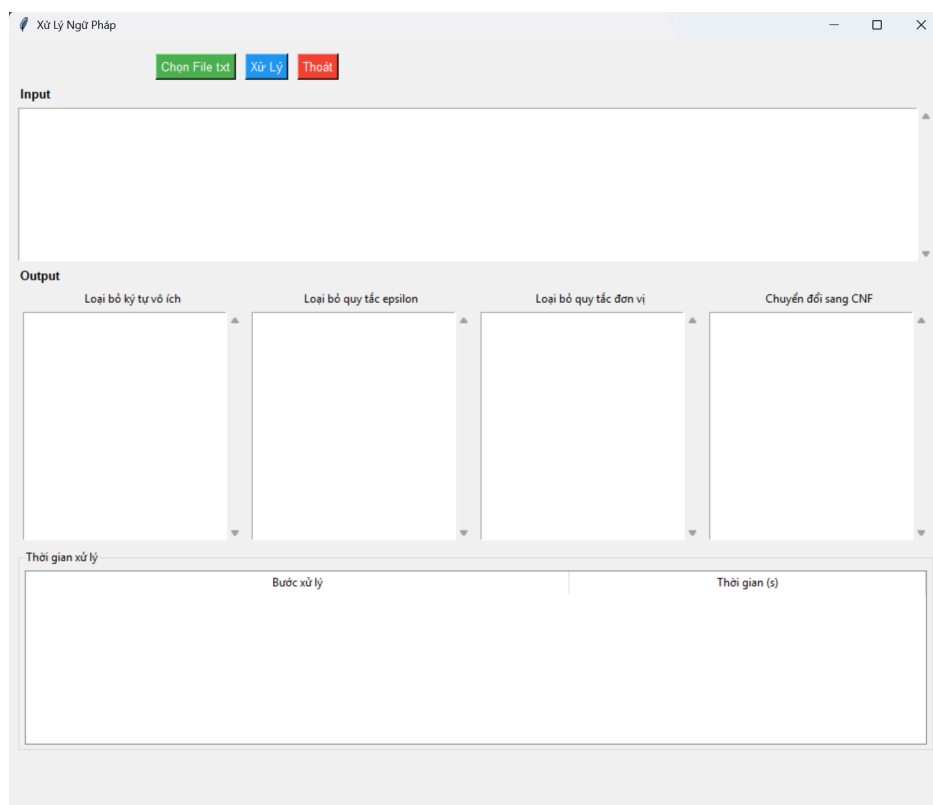 Xử Lý Ngữ Pháp
Chọn File txt Xử Lý Thoát
Input
Output
Loại bỏ ký tự vô ích Loại bỏ quy tắc epsilon Loại bỏ quy tắc đơn vị Chuyển đổi sang CNF
Thời gian xử lý
Bước xử lý Thời gian (s)